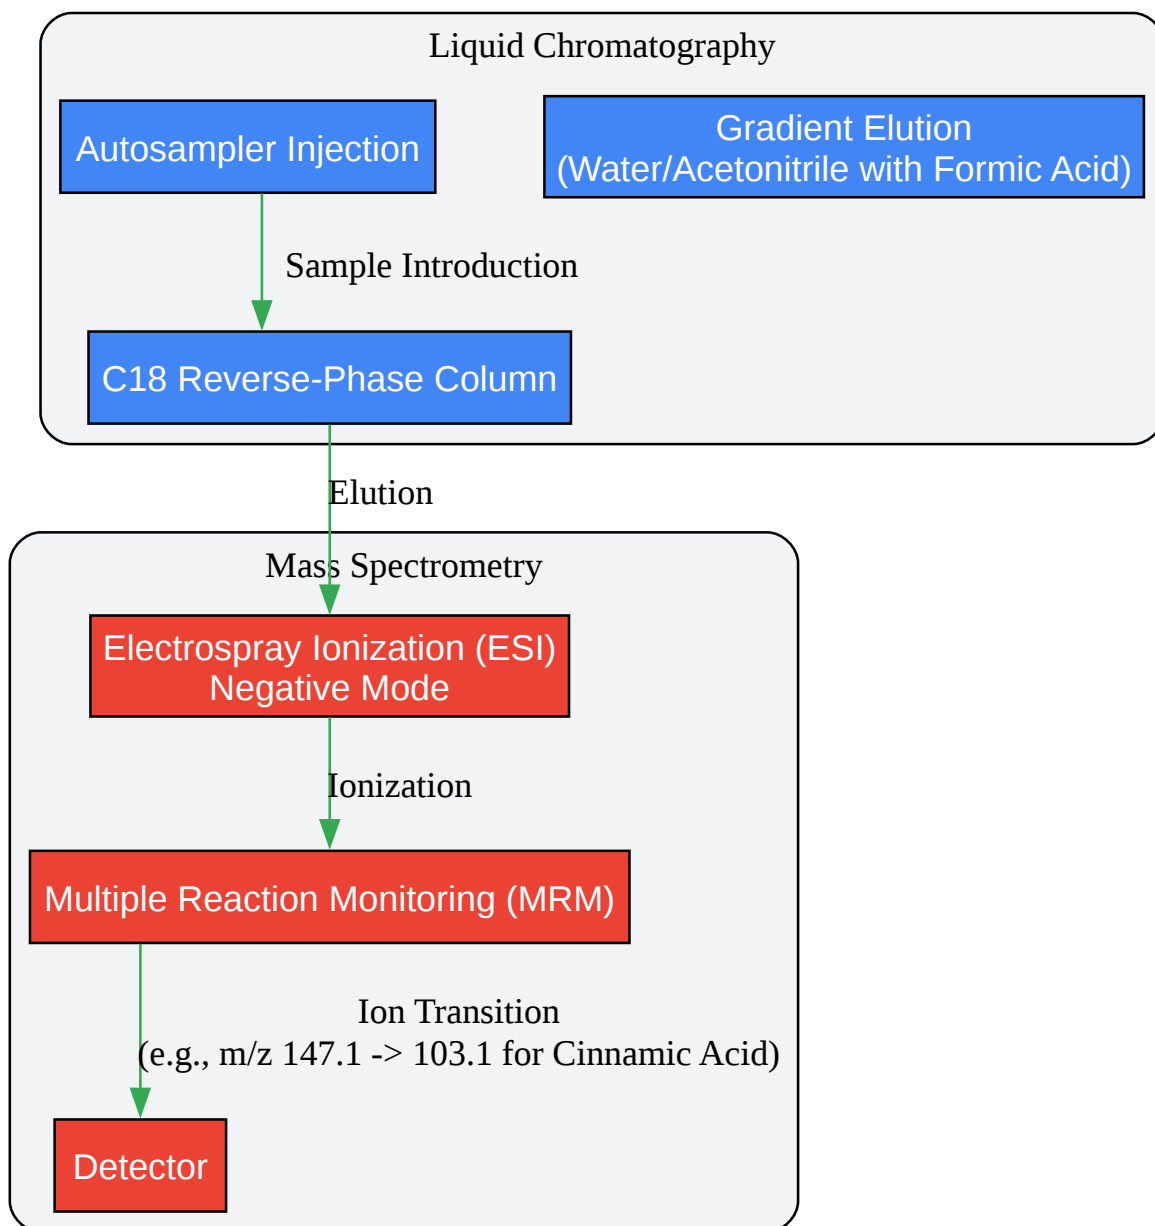 Liquid Chromatography
Autosampler Injection
Gradient Elution
(Water/Acetonitrile with Formic Acid)
Sample Introduction
C18 Reverse-Phase Column
Elution
Mass Spectrometry
Electrospray Ionization (ESI)
Negative Mode
Ionization
Multiple Reaction Monitoring (MRM)
Ion Transition
(e.g., m/z 147.1 -> 103.1 for Cinnamic Acid)
Detector